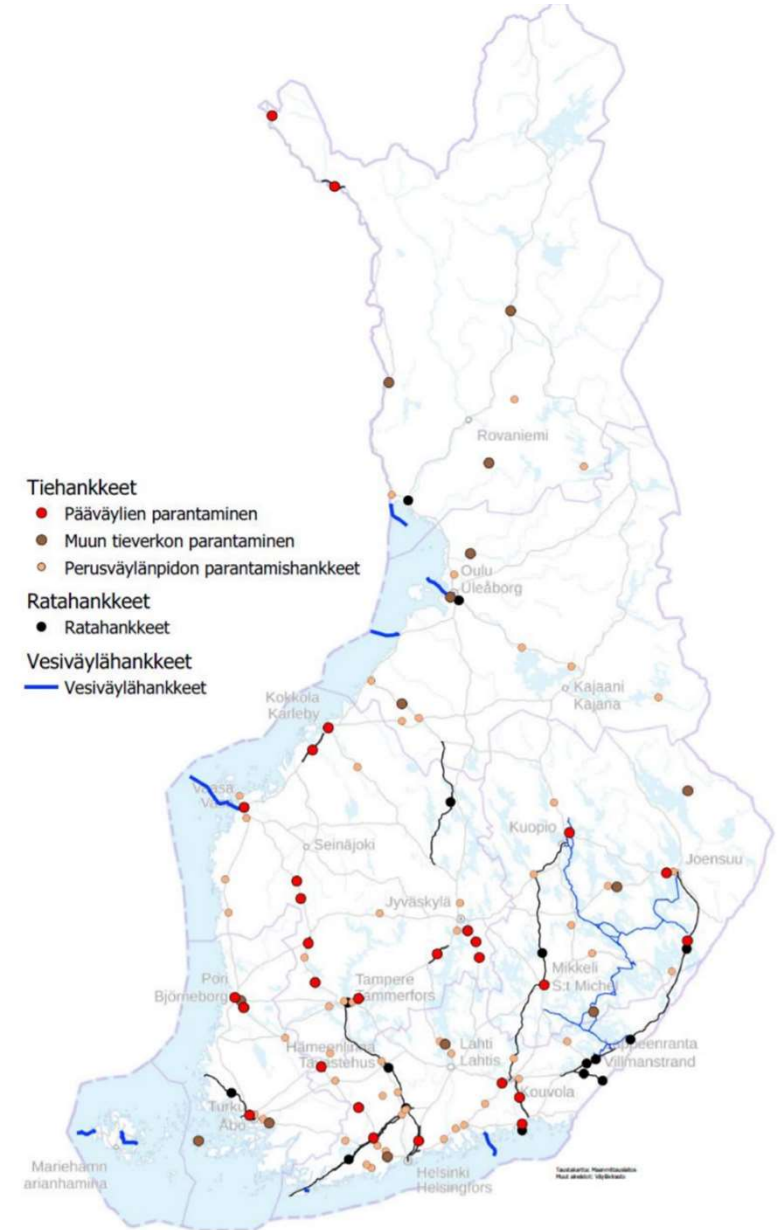 Tiehankkeet
Pääväylien parantaminen
Muun tieverkon parantaminen
Perusväylänpidon parantamishankkeet
Ratahankkeet
Ratahankkeet
Vesiväylähankkeet
Vesiväylähankkeet
Rovaniemi
Oulu
Uleåborg
Kajaani
Kajana
Kokkola
Karleby
Vaasa
Seinäjoki
Kuopio
Joensuu
Jyväskylä
Pori
Björneborg
Tampere
Tammerfors
Mikkeli
S:t Michel
Hämeenlinna
Tavastehus
Lahti
Lahtis
Villmanstrand
Kouvola
Turku
Åbo
Mariehamn
arianhamina
Helsinki
Helsingfors